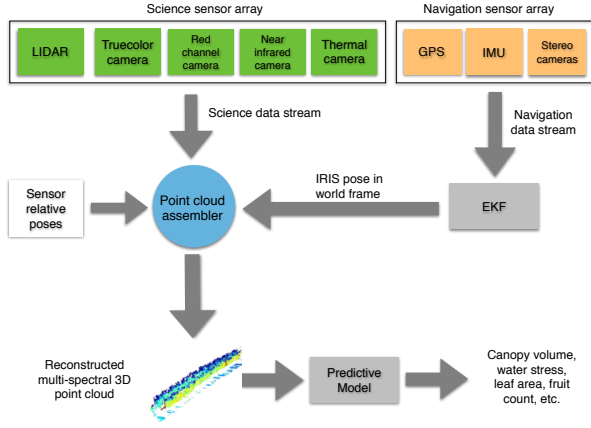 Science sensor array
Navigation sensor array
LIDAR
Truecolor
camera
Red
channel
camera
Near
infrared
camera
Thermal
camera
GPS
IMU
Stereo
cameras
Science data stream
Navigation
data stream
Sensor
relative
poses
Point cloud
assembler
IRIS pose in
world frame
EKF
Reconstructed
multi-spectral 3D
point cloud
Predictive
Model
Canopy volume,
water stress,
leaf area, fruit
count, etc.